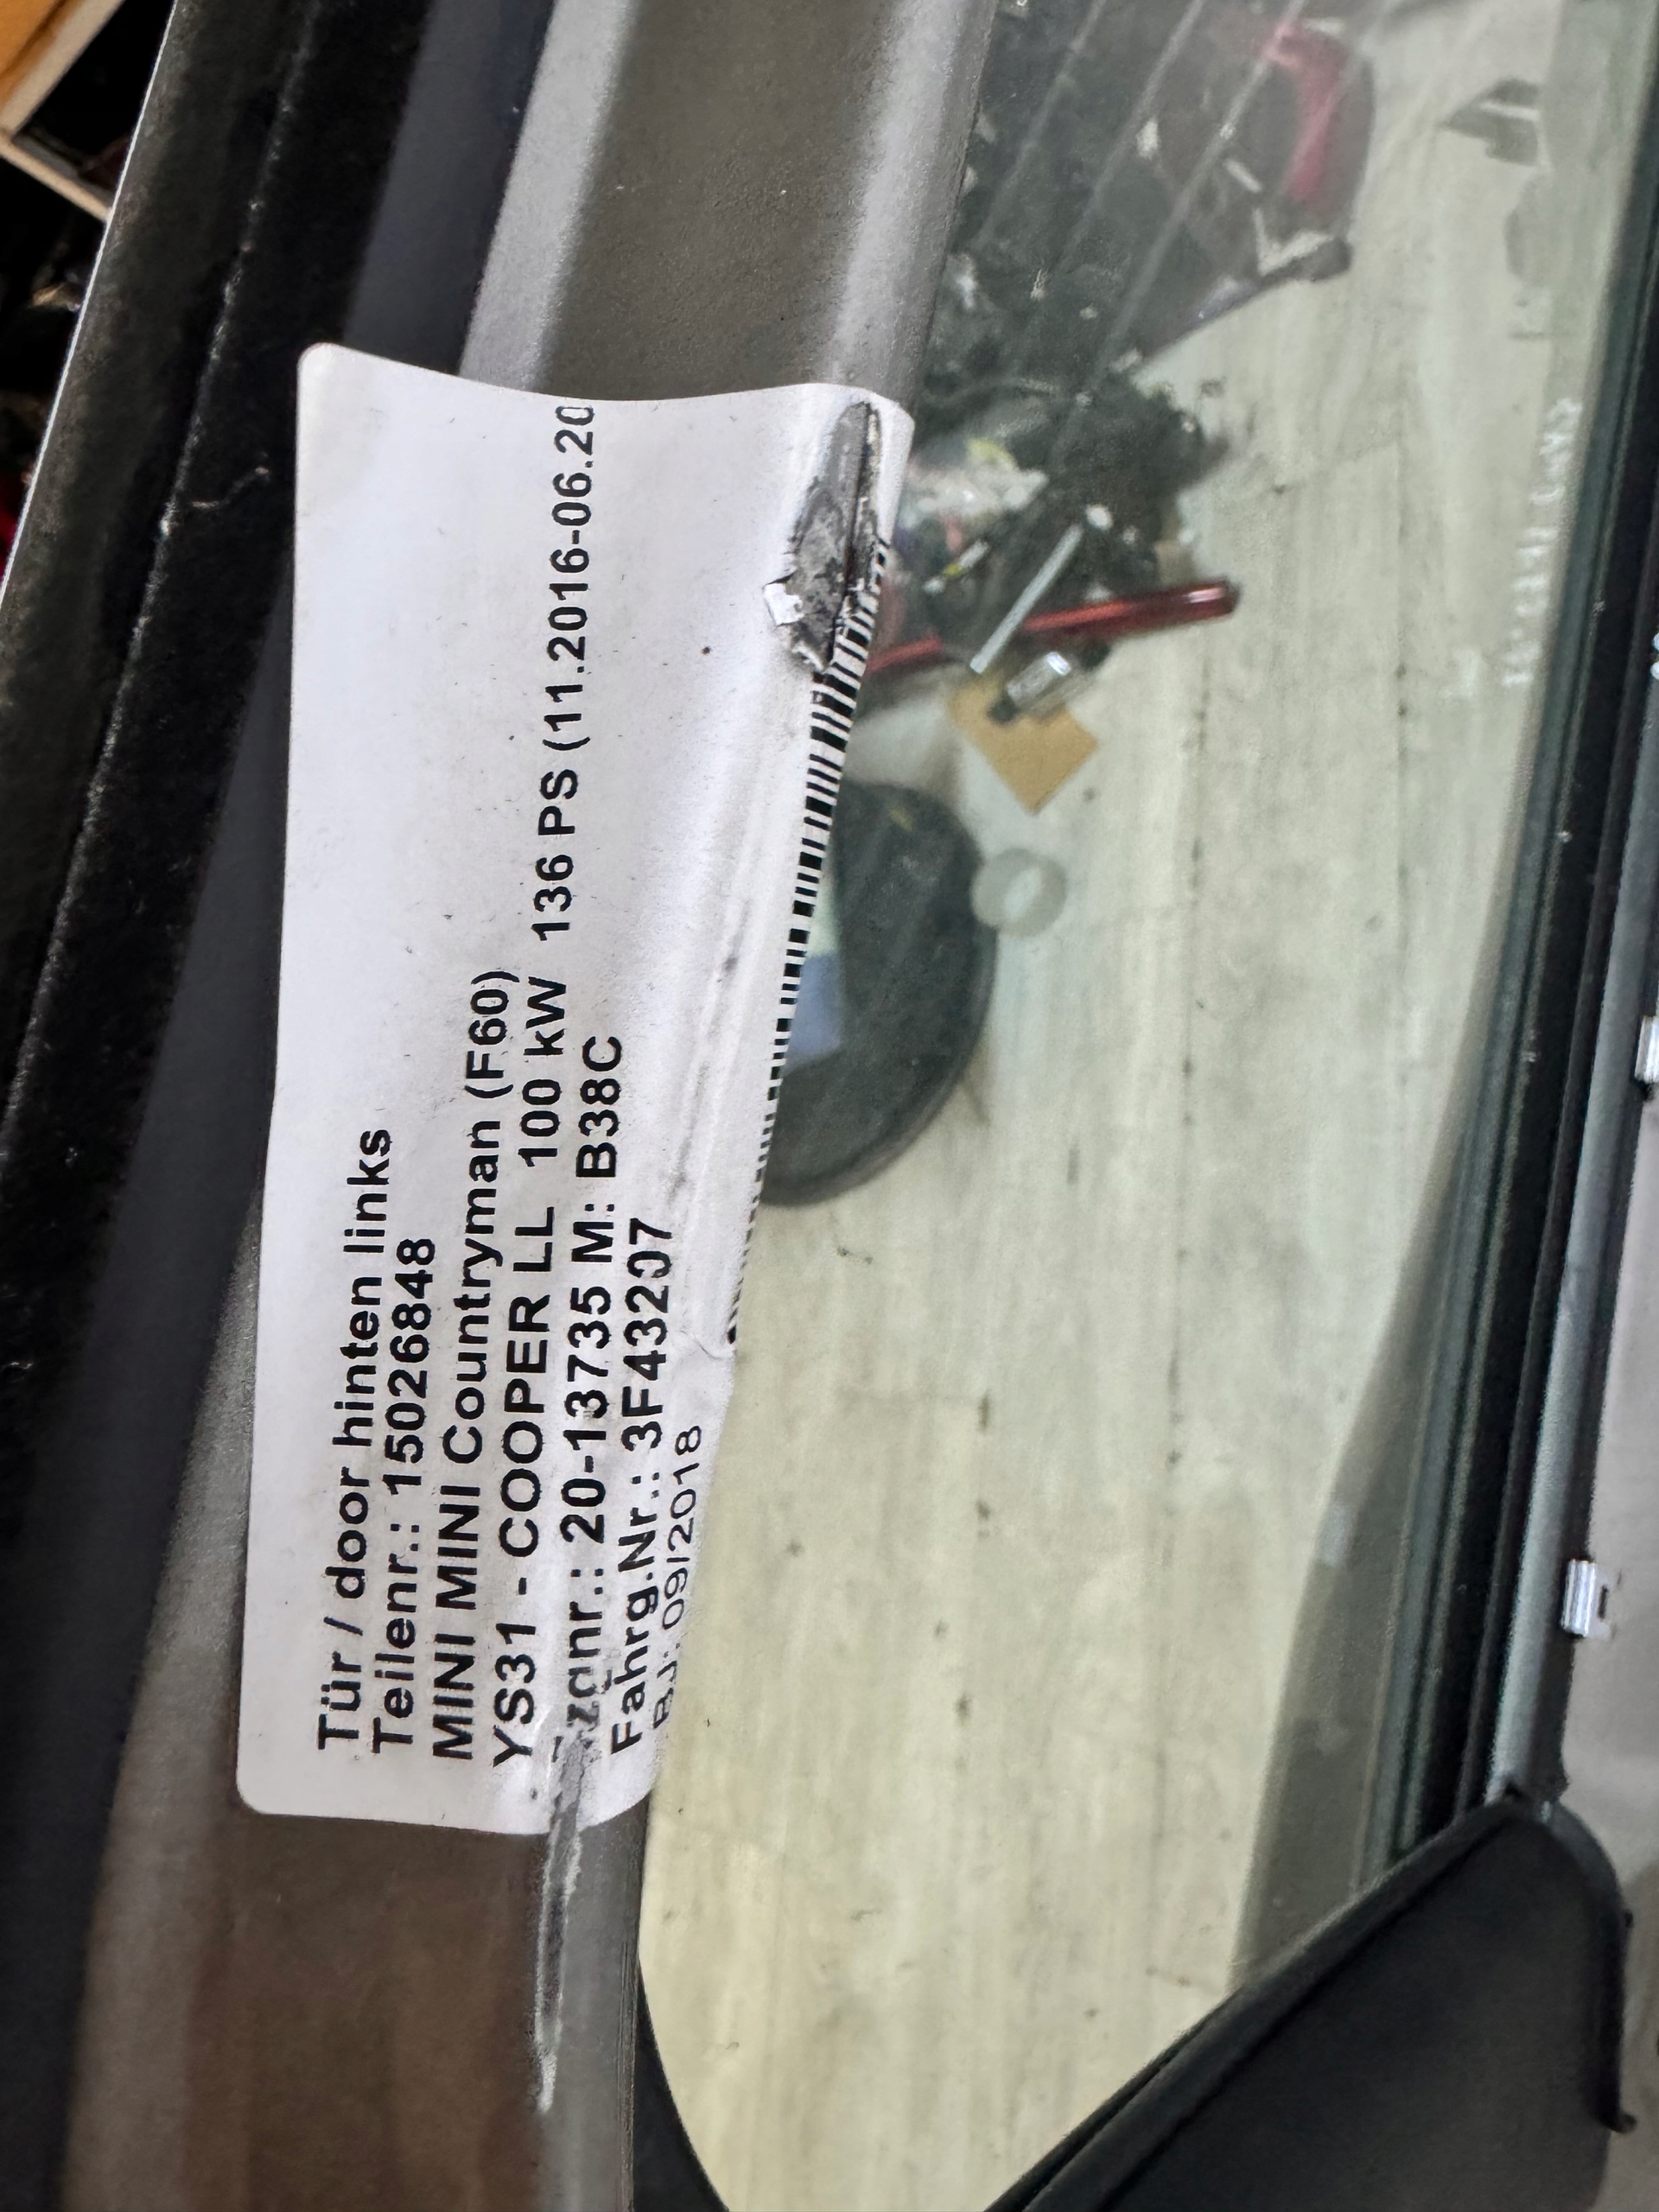 Tür / door hinten links
Teilenr.: 15026848
MINI MINI Countryman (F60)
YS31 - COOPER LL 100 kW 136 PS (11.2016-06.20
Fzgnr.: 20-13735 M: B38C
Fahrg.Nr.: 3F43207
BJ: 09/2018